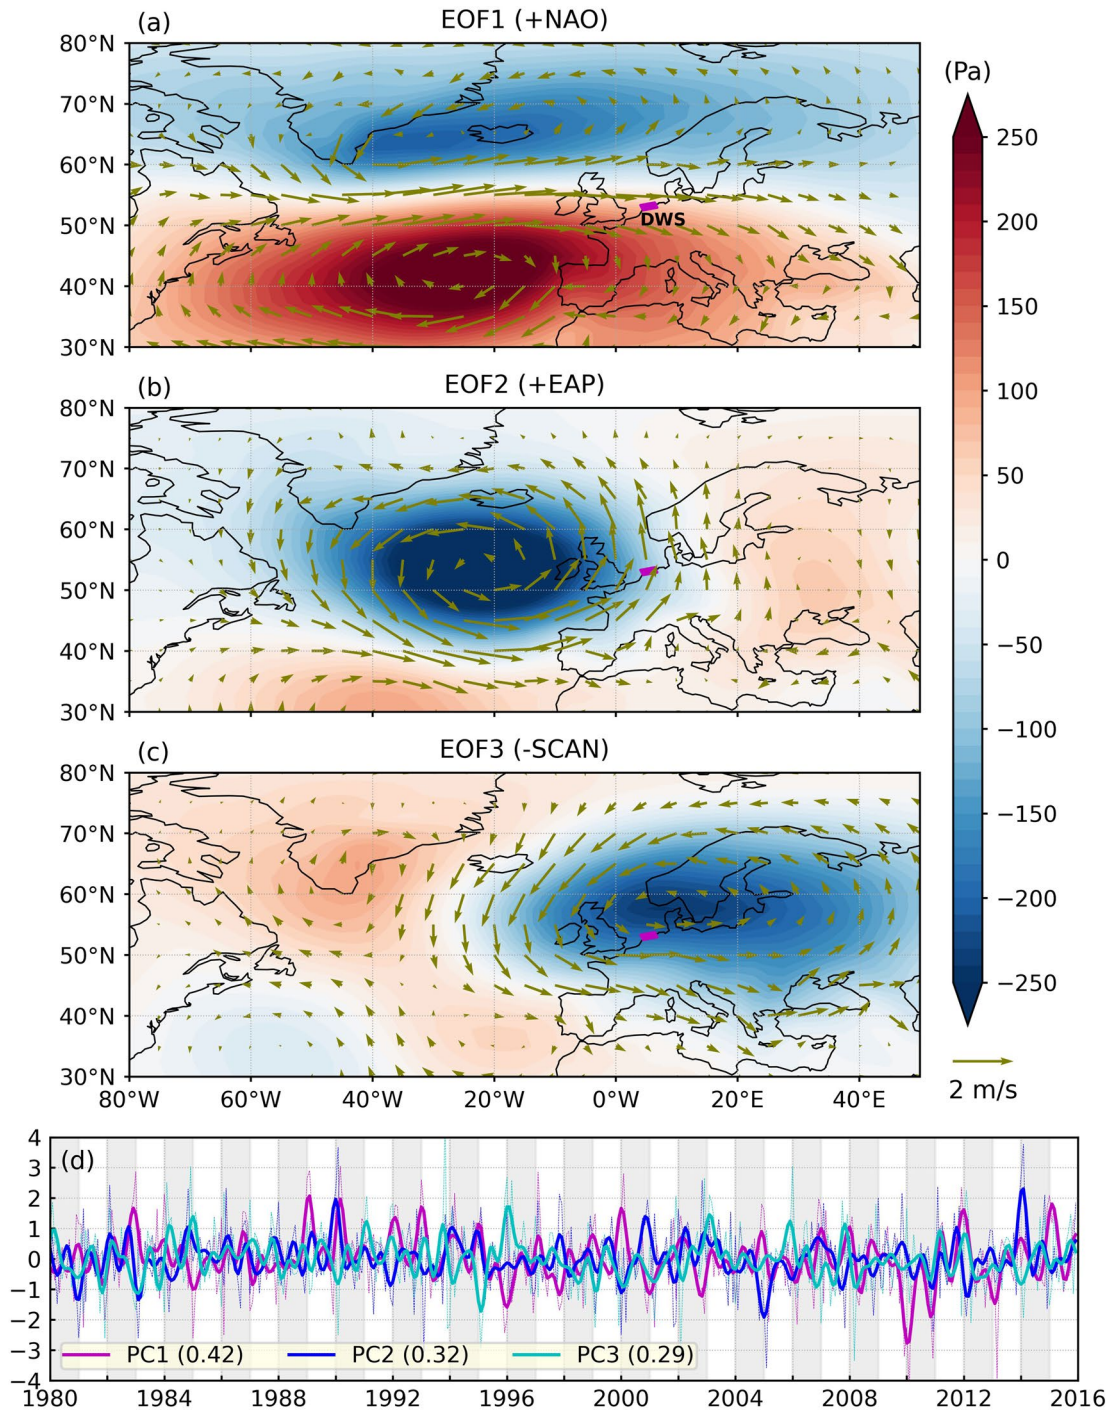 (a) EOF1 (+NAO)
80°N
70°N
60°N
50°N
40°N
30°N
DWS
(Pa)
250
200
150
100
50
0
−50
−100
−150
−200
−250
2 m/s
(b) EOF2 (+EAP)
80°N
70°N
60°N
50°N
40°N
30°N
(c) EOF3 (-SCAN)
80°N
70°N
60°N
50°N
40°N
30°N
80°W 60°W 40°W 20°W 0°W 20°E 40°E
(d)
4
3
2
1
0
−1
−2
−3
−4
PC1 (0.42) PC2 (0.32) PC3 (0.29)
1980 1984 1988 1992 1996 2000 2004 2008 2012 2016